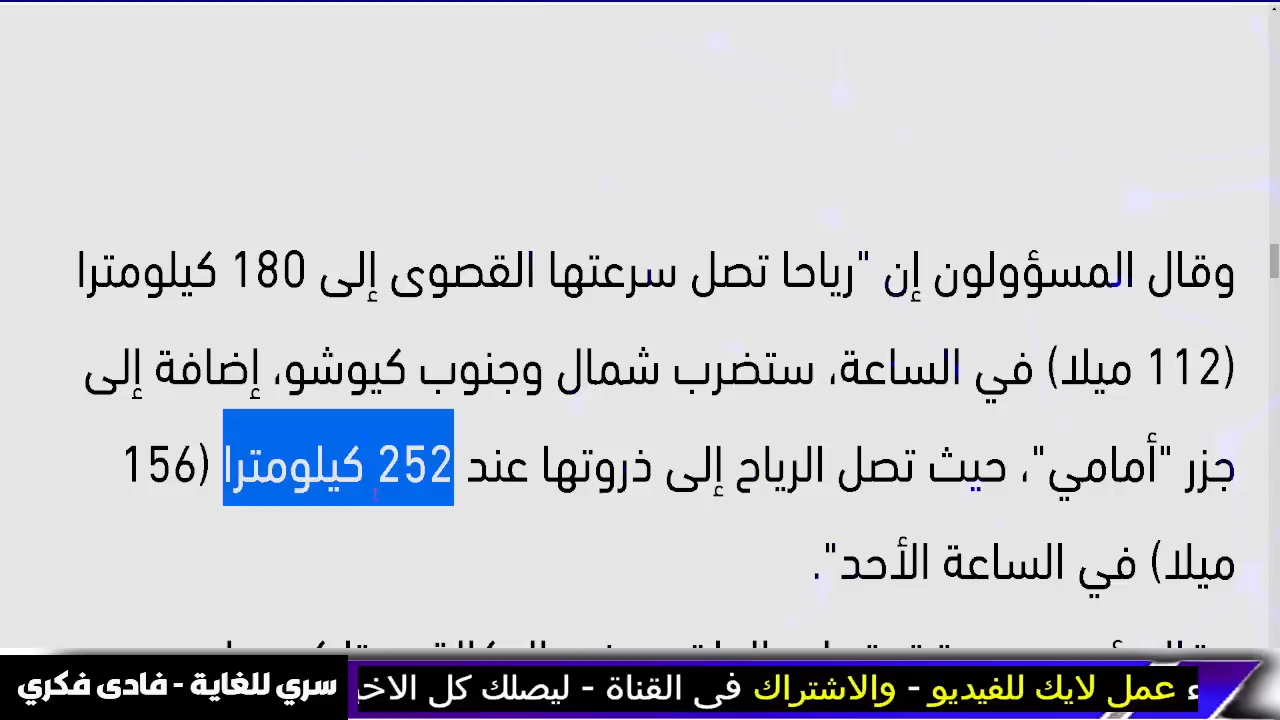 وقال المسؤولون إن "رياحا تصل سرعتها القصوى إلى 180 كيلومترا
(112 ميلا) في الساعة، ستضرب شمال وجنوب كيوشو، إضافة إلى
جزر "أمامي"، حيث تصل الرياح إلى ذروتها عند 252 كيلومترا (156
ميلا) في الساعة الأحد".
ء عمل لايك للفيديو - والاشتراك فى القناة - ليصلك كل الاخب
سري للغاية - فادى فكري